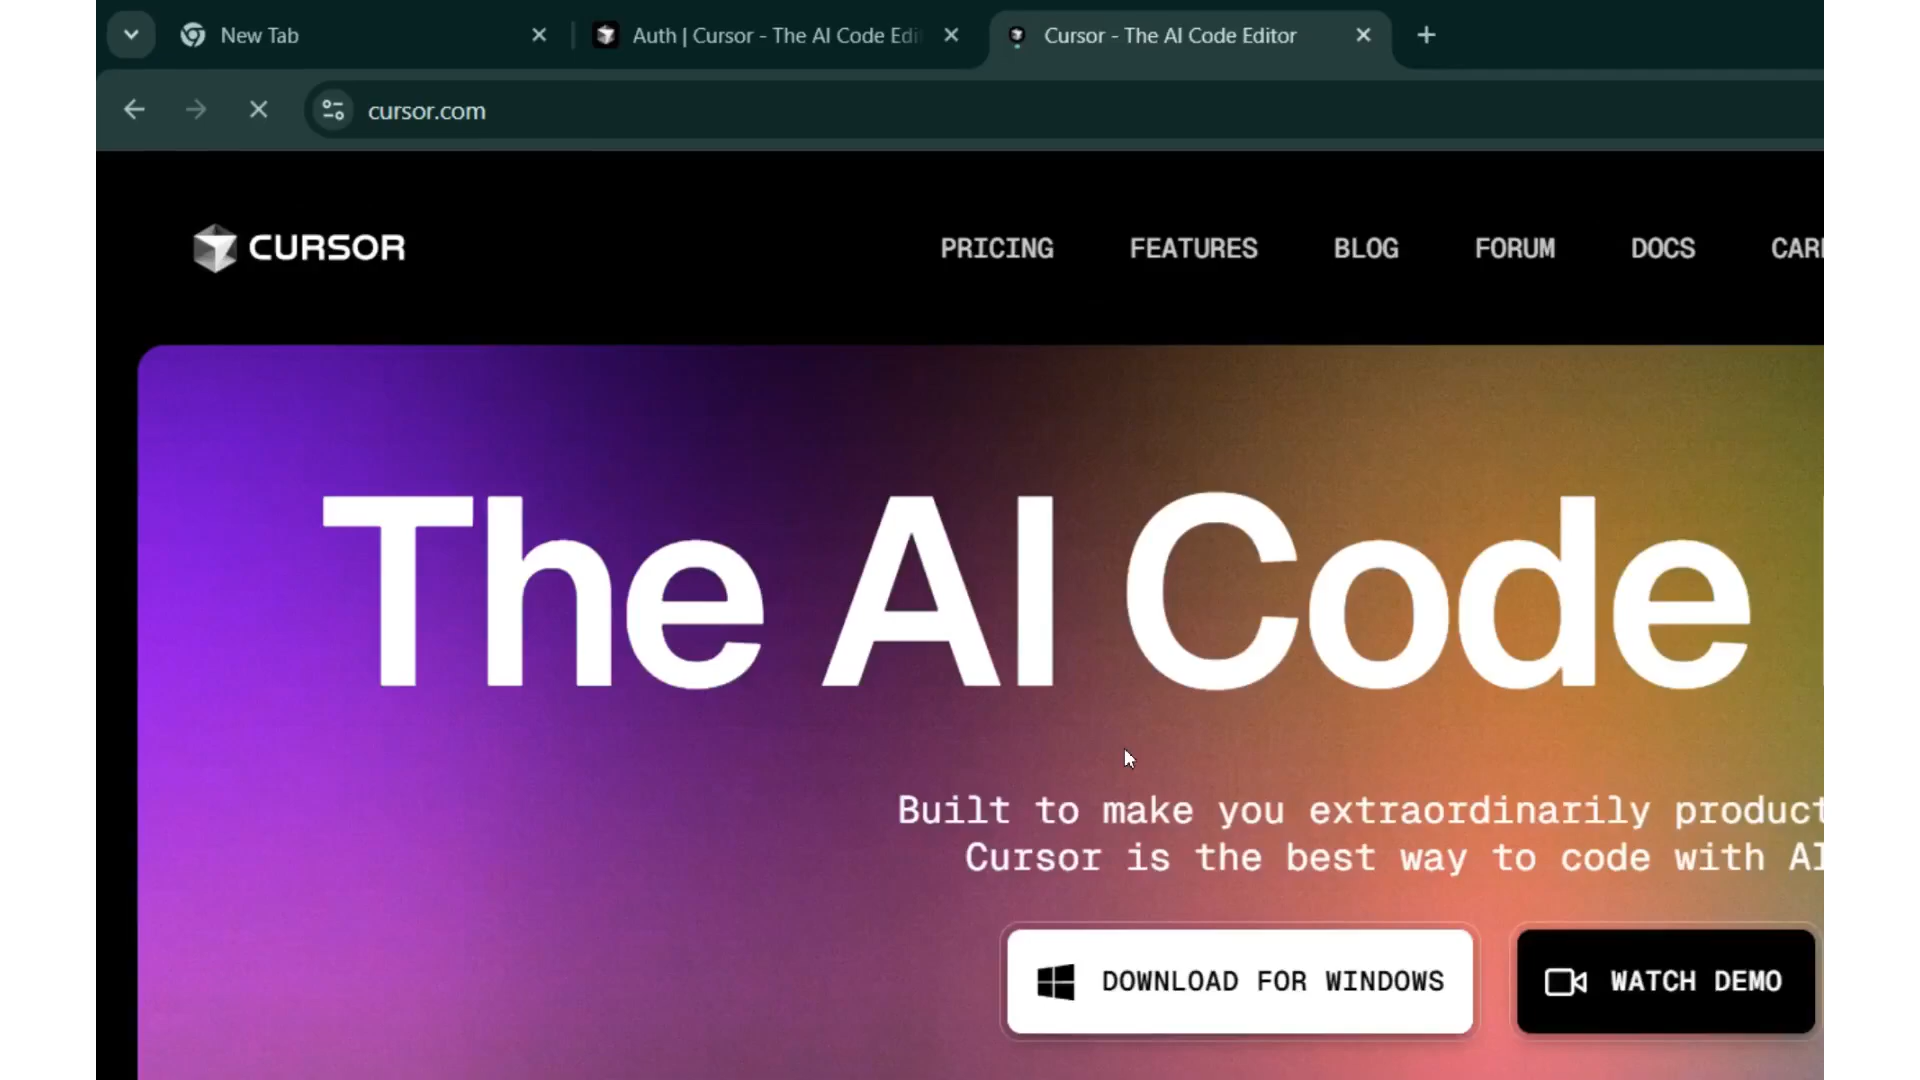 New Tab
Auth | Cursor - The AI Code Edi
Cursor - The AI Code Editor
cursor.com
CURSOR
PRICING FEATURES BLOG FORUM DOCS CAR
The AI Code
Built to make you extraordinarily product
Cursor is the best way to code with AI
DOWNLOAD FOR WINDOWS
WATCH DEMO